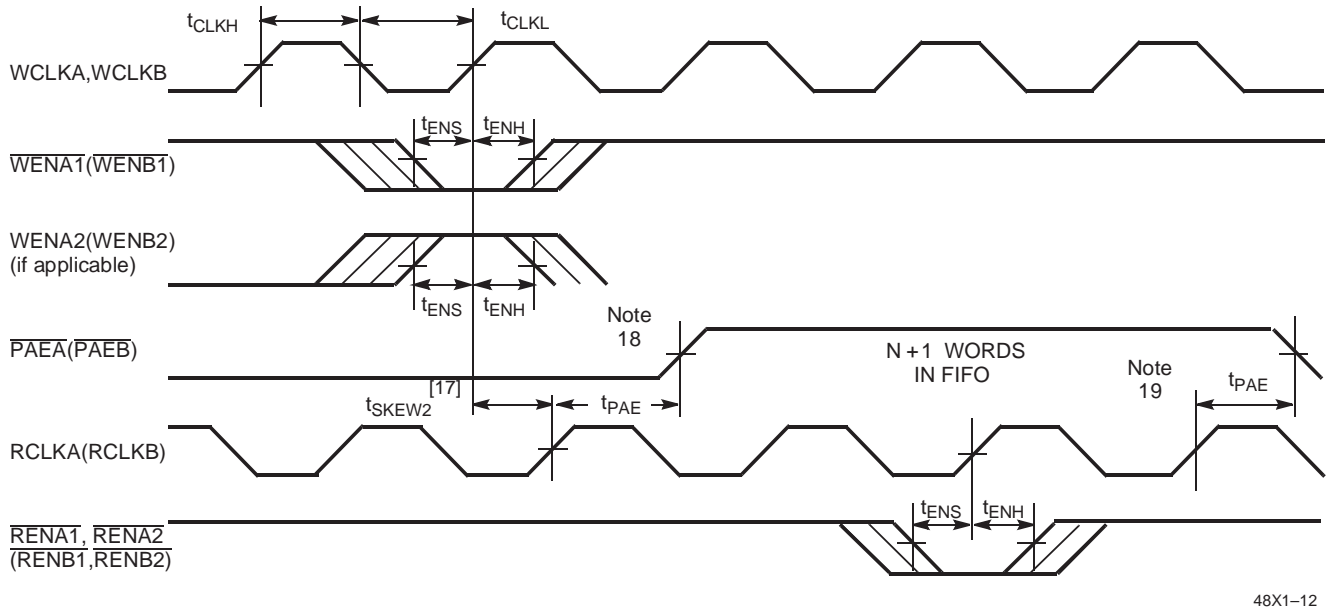 tCLKH
tCLKL
WCLKA,WCLKB
tENS tENH
WENA1(WENB1)
WENA2(WENB2)
(if applicable)
tENS tENH
Note
18
PAEA(PAEB)
N +1 WORDS
IN FIFO
Note
19
tPAE
[17]
tSKEW2
tPAE
RCLKA(RCLKB)
tENS tENH
RENA1, RENA2
(RENB1,RENB2)
48X1–12